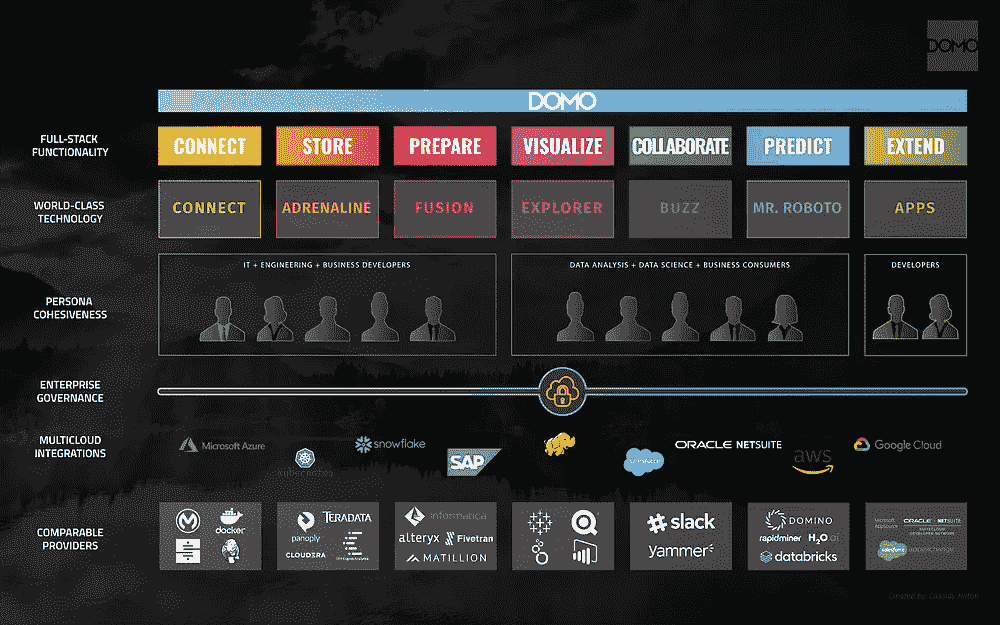 DOMO
DOMO
FULL-STACK
FUNCTIONALITY
CONNECT
STORE
PREPARE
VISUALIZE
COLLABORATE
PREDICT
EXTEND
WORLD-CLASS
TECHNOLOGY
CONNECT
ADRENALINE
FUSION
EXPLORER
BUZZ
MR. ROBOTO
APPS
PERSONA
COHESIVENESS
IT + ENGINEERING + BUSINESS DEVELOPERS
DATA ANALYSIS + DATA SCIENCE + BUSINESS CONSUMERS
DEVELOPERS
ENTERPRISE
GOVERNANCE
MULTICLOUD
INTEGRATIONS
Microsoft Azure
kubernetes
snowflake
SAP
salesforce
ORACLE NETSUITE
aws
Google Cloud
COMPARABLE
PROVIDERS
docker
panoply
TERADATA
CLOUDERA
informatica
alteryx
Fivetran
MATILLION
slack
Yammer
DOMINO
rapidminer
H2O.ai
databricks
Microsoft
AppSource
ORACLE NETSUITE
SUITECLOUD
DEVELOPER NETWORK
salesforce
appexchange
Created by: Cassidy Hilton